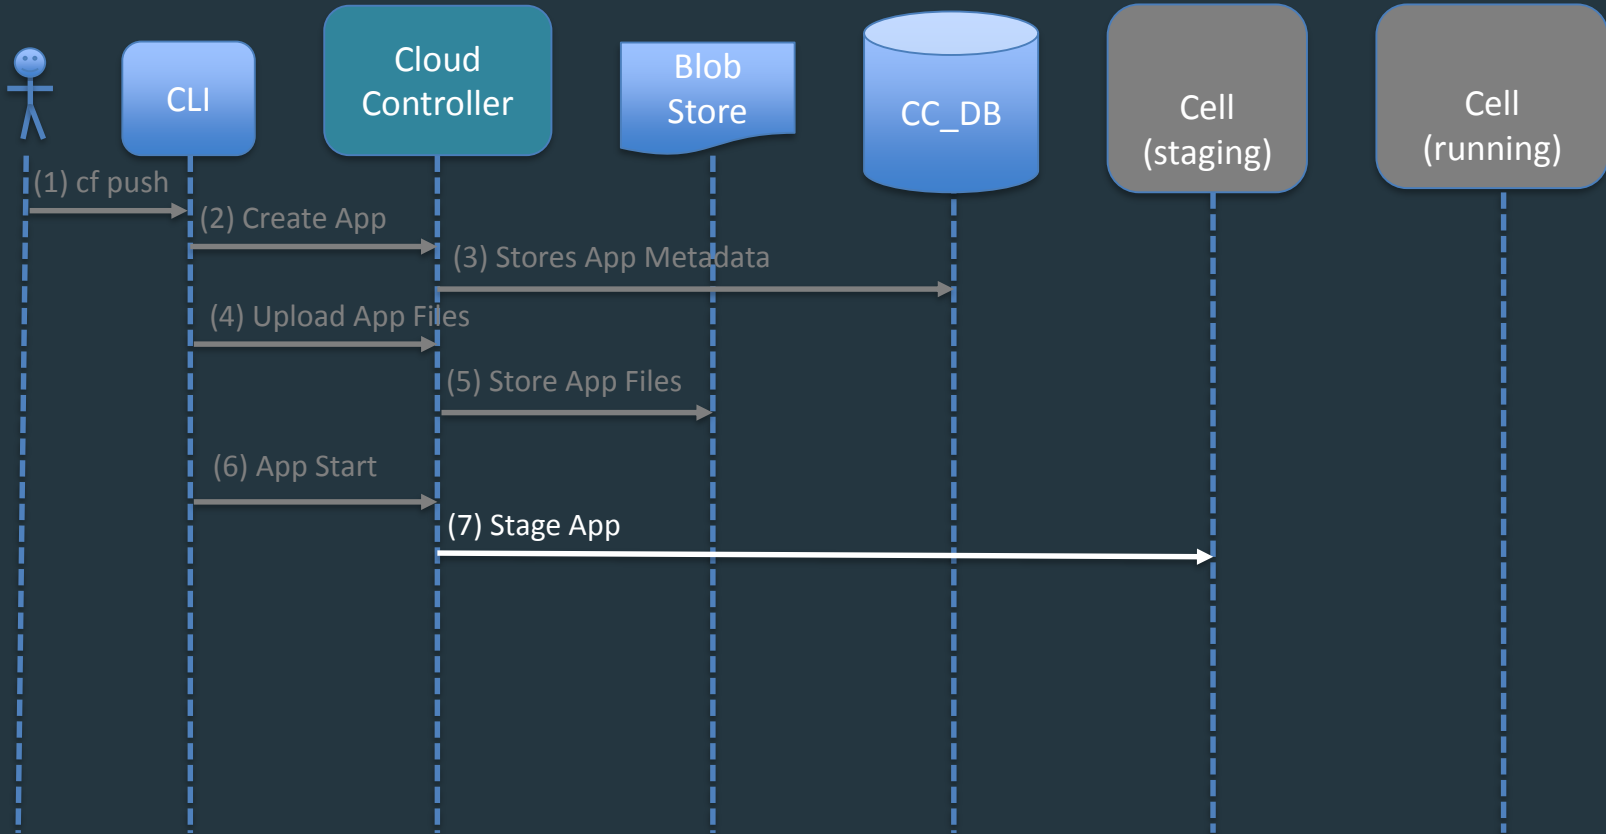 CLI
Cloud
Controller
Blob
Store
CC_DB
Cell
(staging)
Cell
(running)
(1) cf push
(2) Create App
(3) Stores App Metadata
(4) Upload App Files
(5) Store App Files
(6) App Start
(7) Stage App